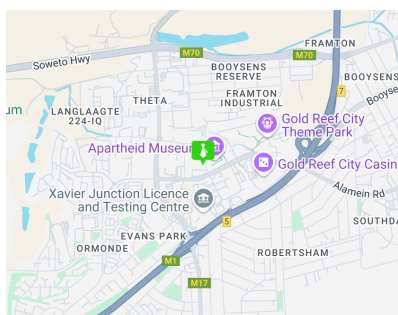 FRAMTON
M70
M70
Soweto Hwy
BOOYSENS
RESERVE
BOOYSENS
7
THETA
FRAMTON
INDUSTRIAL
Booyse
um
LANGLAAGTE
224-IQ
Gold Reef City
Theme Park
Apartheid Museu
Gold Reef City Casin
Alamein Rd
Xavier Junction Licence
and Testing Centre
5
SOUTHDA
EVANS PARK
ORMONDE
ROBERTSHAM
M1
M17